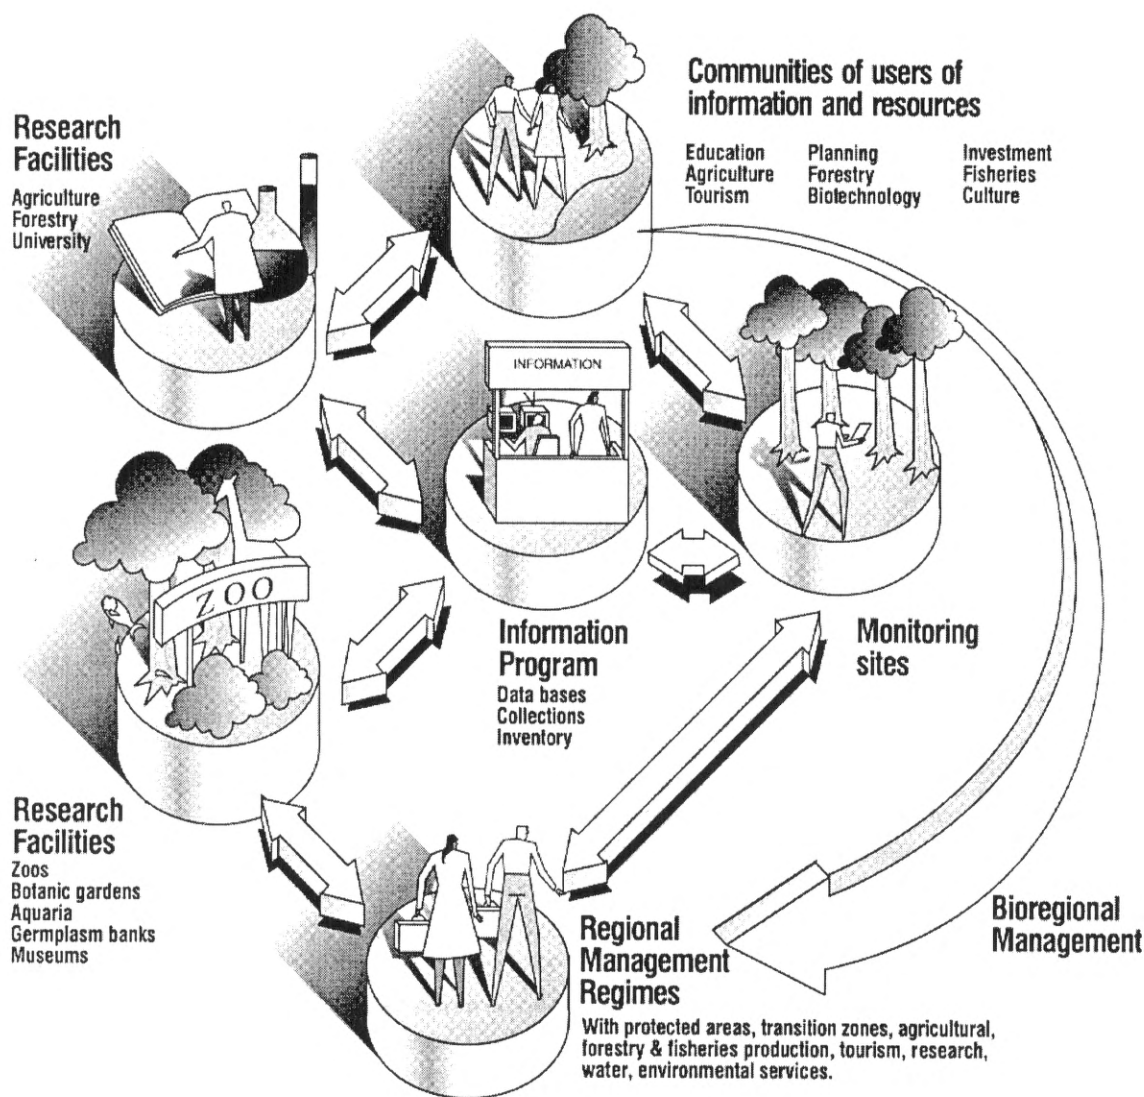 Communities of users of
information and resources
Education
Agriculture
Tourism
Planning
Forestry
Biotechnology
Investment
Fisheries
Culture
Research
Facilities
Agriculture
Forestry
University
INFORMATION
ZOO
Information
Program
Data bases
Collections
Inventory
Monitoring
sites
Research
Facilities
Zoos
Botanic gardens
Aquaria
Germplasm banks
Museums
Regional
Management
Regimes
With protected areas, transition zones, agricultural,
forestry & fisheries production, tourism, research,
water, environmental services.
Bioregional
Management